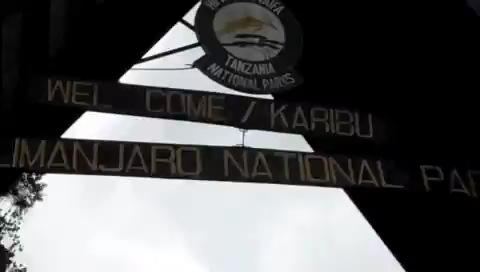 TANZANIA
NATIONAL PARKS
WEL COME / KARIBU
LIMANJARO NATIONAL PA